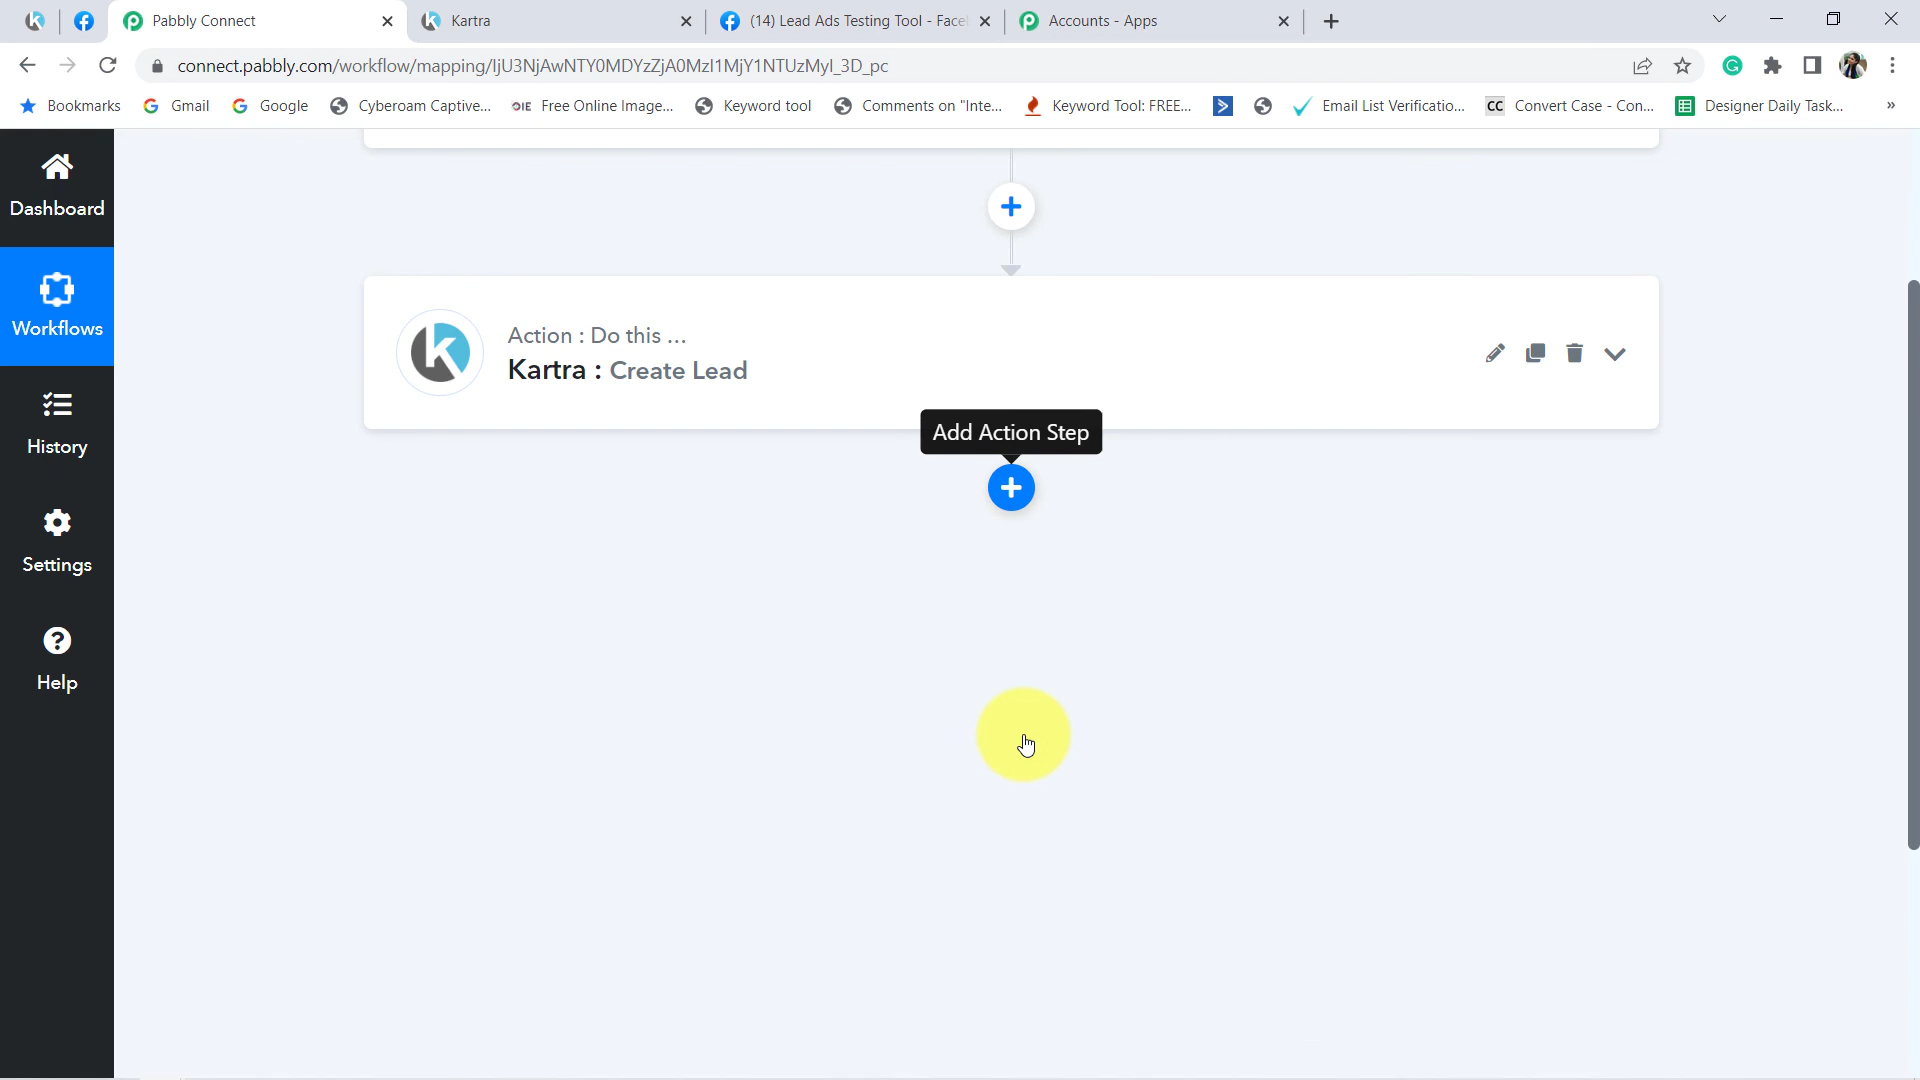 Pabbly Connect
Kartra
(14) Lead Ads Testing Tool - Face
Accounts - Apps
connect.pabbly.com/workflow/mapping/IjU3NjAwNTY0MDYzZjA0MzI1MjY1NTUzMyI_3D_pc
Bookmarks
Gmail
Google
Cyberoam Captive...
OIE
Free Online Image...
Keyword tool
Comments on "Inte...
Keyword Tool: FREE...
Email List Verificatio...
CC
Convert Case - Con...
Designer Daily Task...
»
Dashboard
Workflows
History
Settings
Help
Action : Do this ...
Kartra : Create Lead
Add Action Step